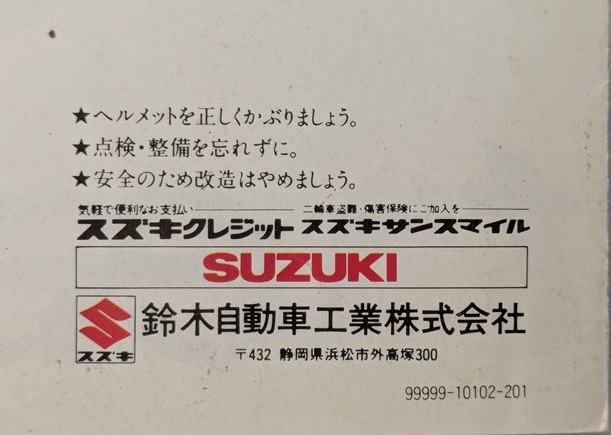 ★ヘルメットを正しくかぶりましょう。
★点検・整備を忘れずに。
★安全のため改造はやめましょう。
気軽で便利なお支払い 二輪車盗難・傷害保険にご加入を
スズキクレジット スズキサンスマイル
SUZUKI
鈴木自動車工業株式会社
スズキ
〒432 静岡県浜松市外高塚300
99999-10102-201